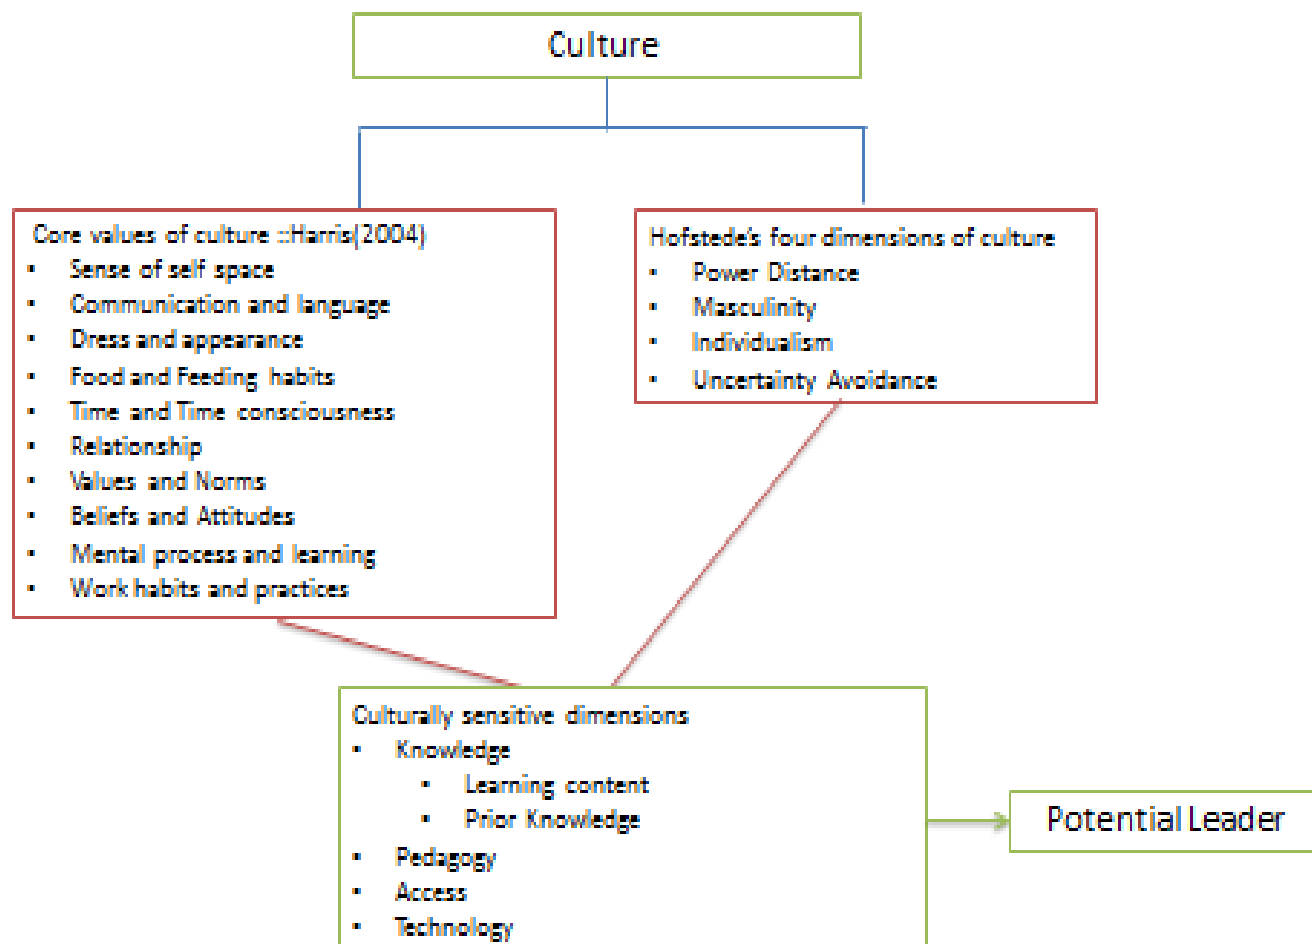 Culture
Core values of culture ::Harris(2004)
▪ Sense of self space
▪ Communication and language
▪ Dress and appearance
▪ Food and Feeding habits
▪ Time and Time consciousness
▪ Relationship
▪ Values and Norms
▪ Beliefs and Attitudes
▪ Mental process and learning
▪ Work habits and practices
Hofstede's four dimensions of culture
▪ Power Distance
▪ Masculinity
▪ Individualism
▪ Uncertainty Avoidance
Culturally sensitive dimensions
▪ Knowledge
▪ Learning content
▪ Prior Knowledge
▪ Pedagogy
▪ Access
▪ Technology
Potential Leader